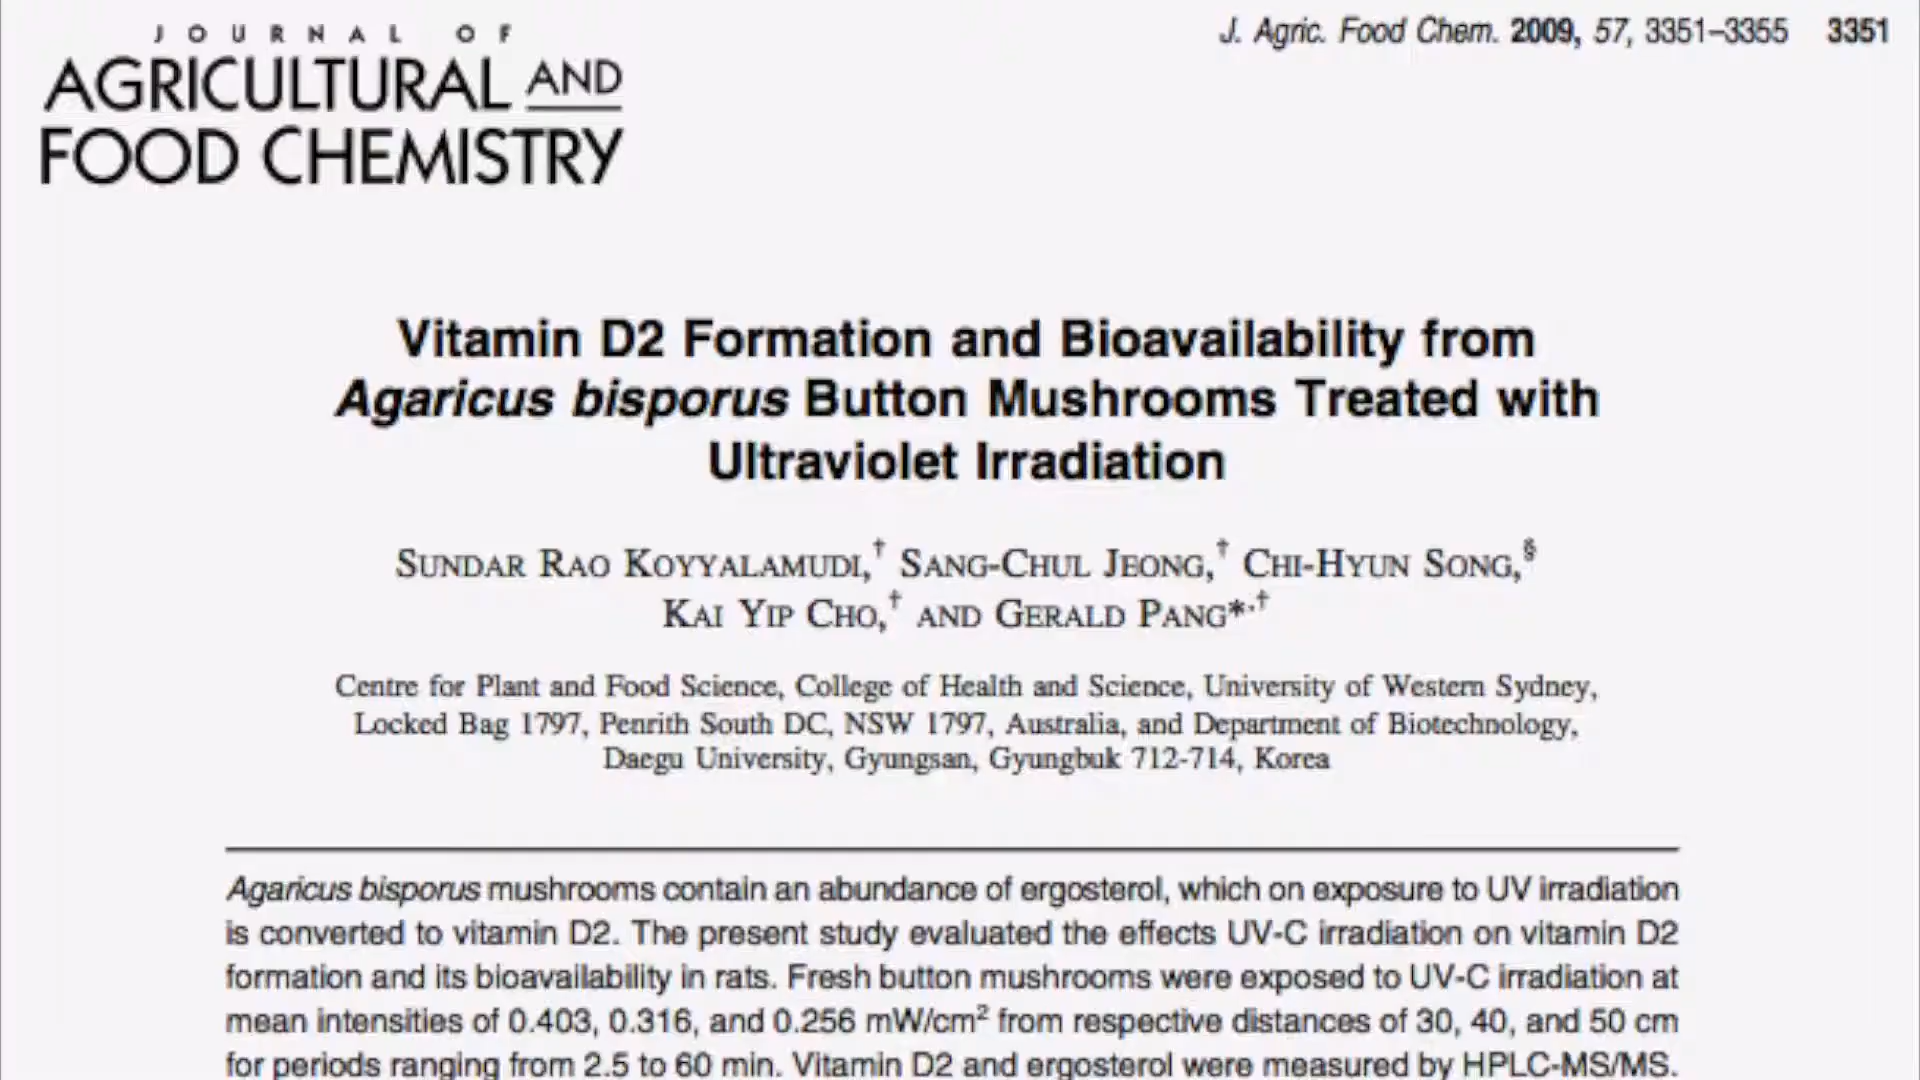 JOURNAL OF
AGRICULTURAL AND
FOOD CHEMISTRY
J. Agric. Food Chem. 2009, 57, 3351–3355 3351
Vitamin D2 Formation and Bioavailability from
Agaricus bisporus Button Mushrooms Treated with
Ultraviolet Irradiation
SUNDAR RAO KOYYALAMUDI,† SANG-CHUL JEONG,† CHI-HYUN SONG,§
KAI YIP CHO,† AND GERALD PANG*,†
Centre for Plant and Food Science, College of Health and Science, University of Western Sydney,
Locked Bag 1797, Penrith South DC, NSW 1797, Australia, and Department of Biotechnology,
Daegu University, Gyungsan, Gyungbuk 712-714, Korea
Agaricus bisporus mushrooms contain an abundance of ergosterol, which on exposure to UV irradiation
is converted to vitamin D2. The present study evaluated the effects UV-C irradiation on vitamin D2
formation and its bioavailability in rats. Fresh button mushrooms were exposed to UV-C irradiation at
mean intensities of 0.403, 0.316, and 0.256 mW/cm² from respective distances of 30, 40, and 50 cm
for periods ranging from 2.5 to 60 min. Vitamin D2 and ergosterol were measured by HPLC-MS/MS.